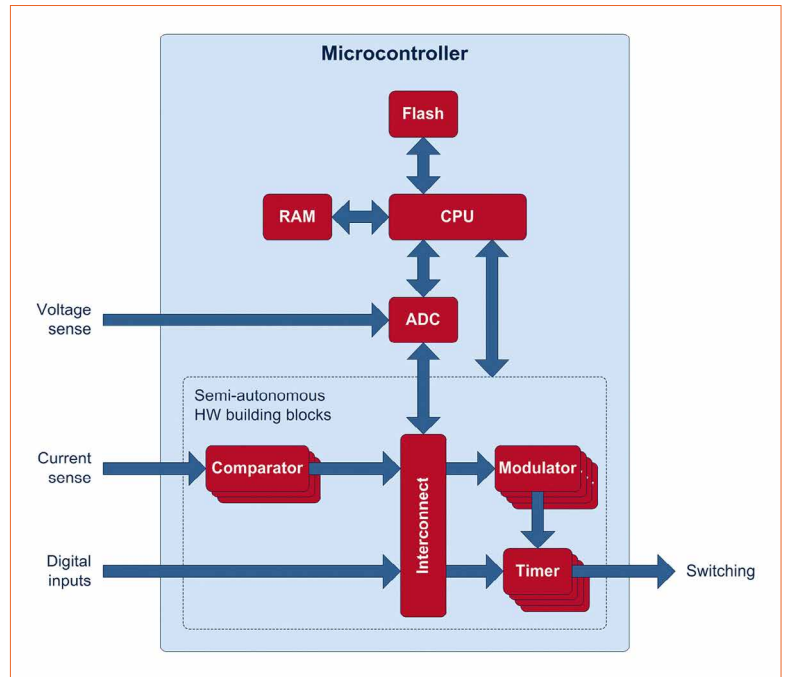 Microcontroller
Flash
RAM
CPU
Voltage
sense
ADC
Semi-autonomous
HW building blocks
Current
sense
Comparator
Interconnect
Modulator
Digital
inputs
Timer
Switching